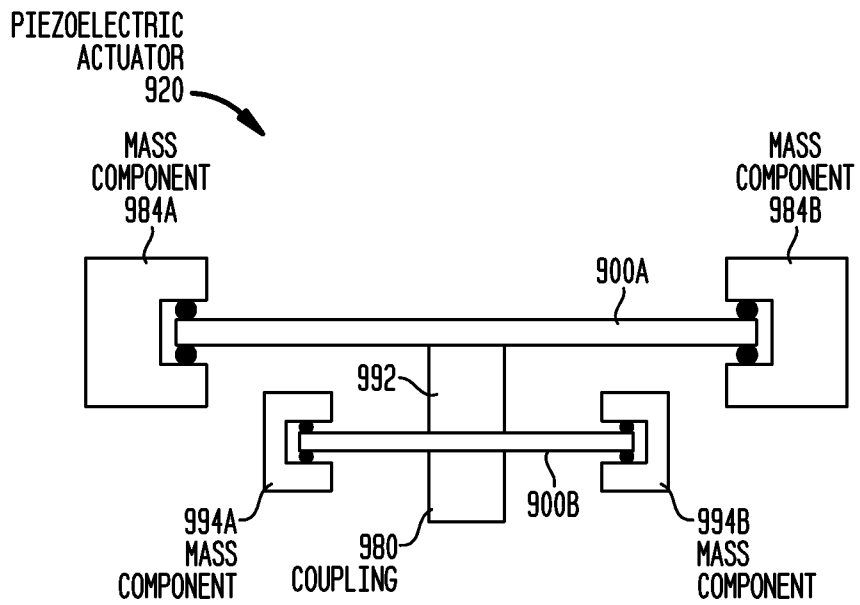 PIEZOELECTRIC
ACTUATOR
920
MASS
COMPONENT
984A
MASS
COMPONENT
984B
900A
992
900B
994A
MASS
COMPONENT
980
COUPLING
994B
MASS
COMPONENT